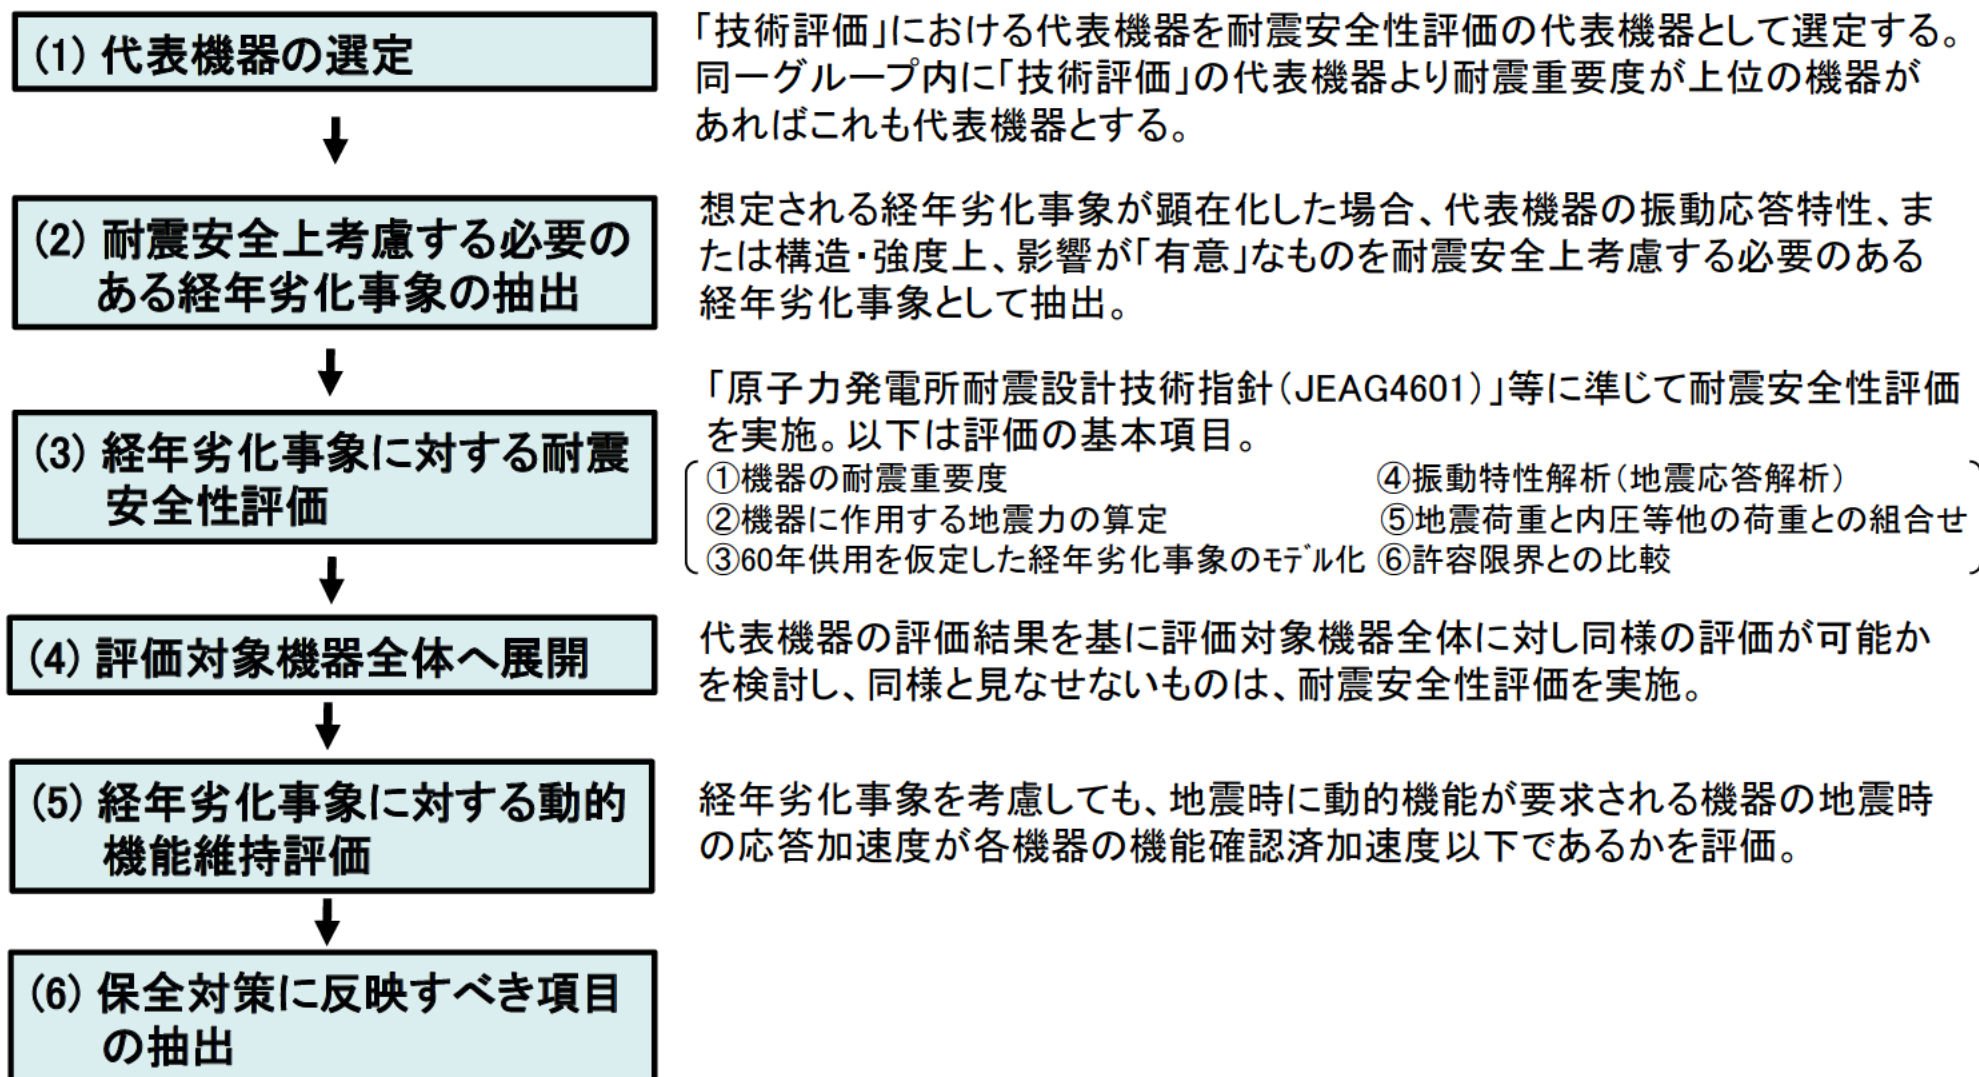 (1) 代表機器の選定
「技術評価」における代表機器を耐震安全性評価の代表機器として選定する。
同一グループ内に「技術評価」の代表機器より耐震重要度が上位の機器が
あればこれも代表機器とする。
(2) 耐震安全上考慮する必要の
ある経年劣化事象の抽出
想定される経年劣化事象が顕在化した場合、代表機器の振動応答特性、ま
たは構造・強度上、影響が「有意」なものを耐震安全上考慮する必要のある
経年劣化事象として抽出。
(3) 経年劣化事象に対する耐震
安全性評価
「原子力発電所耐震設計技術指針(JEAG4601)」等に準じて耐震安全性評価
を実施。以下は評価の基本項目。
①機器の耐震重要度
②機器に作用する地震力の算定
③60年供用を仮定した経年劣化事象のﾓﾃﾞﾙ化
④振動特性解析(地震応答解析)
⑤地震荷重と内圧等他の荷重との組合せ
⑥許容限界との比較
(4) 評価対象機器全体へ展開
代表機器の評価結果を基に評価対象機器全体に対し同様の評価が可能か
を検討し、同様と見なせないものは、耐震安全性評価を実施。
(5) 経年劣化事象に対する動的
機能維持評価
経年劣化事象を考慮しても、地震時に動的機能が要求される機器の地震時
の応答加速度が各機器の機能確認済加速度以下であるかを評価。
(6) 保全対策に反映すべき項目
の抽出